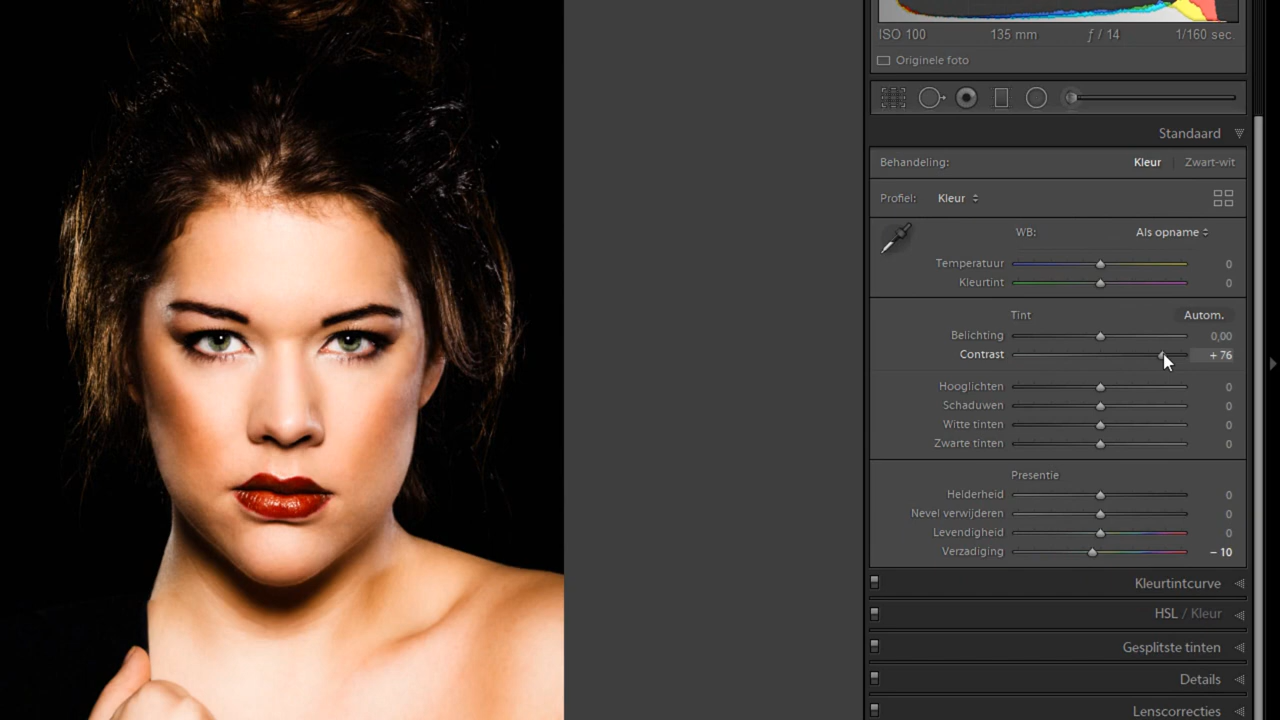 ISO 100 135 mm ƒ / 14 1/160 sec.
Originele foto
Standaard
Behandeling: Kleur Zwart-wit
Profiel: Kleur
WB: Als opname
Temperatuur 0
Kleurtint 0
Tint Autom.
Belichting 0,00
Contrast + 76
Hooglichten 0
Schaduwen 0
Witte tinten 0
Zwarte tinten 0
Presentie
Helderheid 0
Nevel verwijderen 0
Levendigheid 0
Verzadiging – 10
Kleurtintcurve
HSL / Kleur
Gesplitste tinten
Details
Lenscorrecties